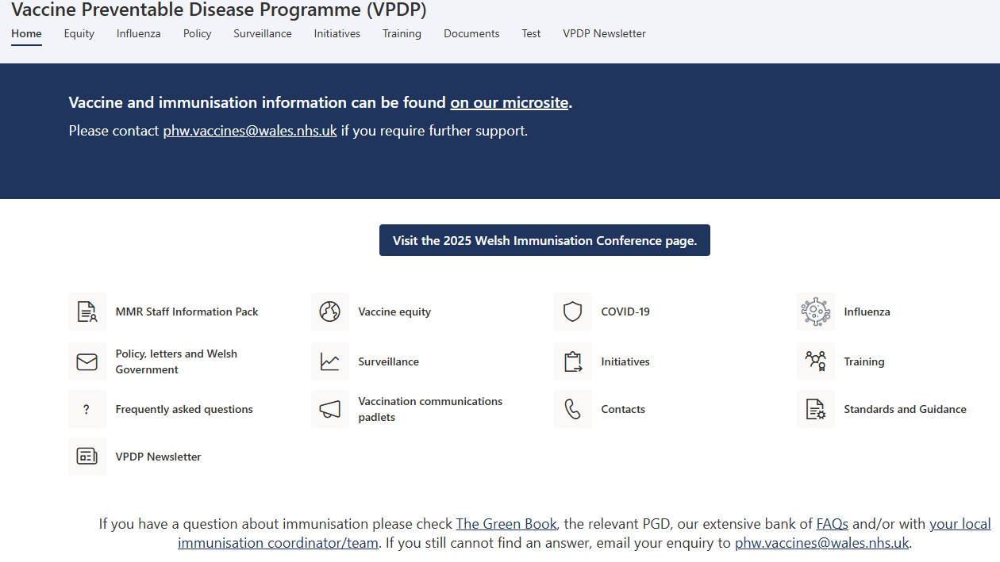 Vaccine Preventable Disease Programme (VPDP)
Home Equity Influenza Policy Surveillance Initiatives Training Documents Test VPDP Newsletter
Vaccine and immunisation information can be found on our microsite.
Please contact phw.vaccines@wales.nhs.uk if you require further support.
Visit the 2025 Welsh Immunisation Conference page.
MMR Staff Information Pack
Vaccine equity
COVID-19
Influenza
Policy, letters and Welsh
Government
Surveillance
Initiatives
Training
? Frequently asked questions
Vaccination communications
padlets
Contacts
Standards and Guidance
VPDP Newsletter
If you have a question about immunisation please check The Green Book, the relevant PGD, our extensive bank of FAQs and/or with your local
immunisation coordinator/team. If you still cannot find an answer, email your enquiry to phw.vaccines@wales.nhs.uk.